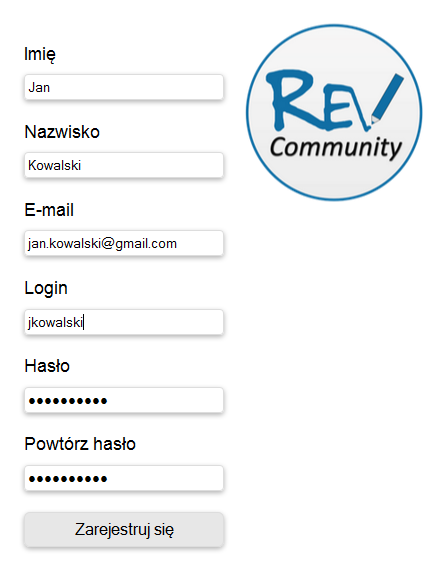 Imię
Jan
Nazwisko
Kowalski
E-mail
jan.kowalski@gmail.com
Login
jkowalski
Hasło
••••••••••
Powtórz hasło
••••••••••
Zarejestruj się
REV
Community